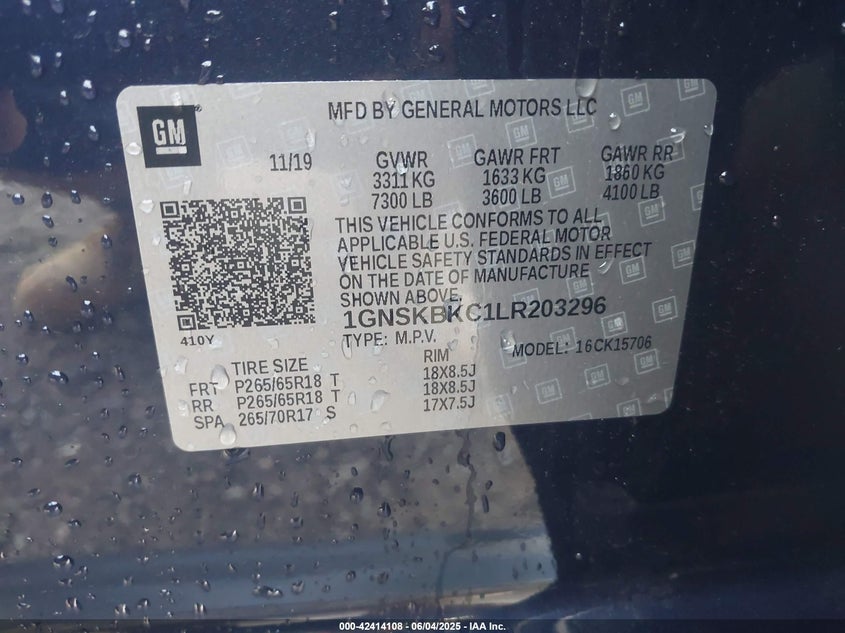 GM
MFD BY GENERAL MOTORS LLC
11/19 GVWR GAWR FRT GAWR RR
3311 KG 1633 KG 1860 KG
7300 LB 3600 LB 4100 LB
THIS VEHICLE CONFORMS TO ALL
APPLICABLE U.S. FEDERAL MOTOR
VEHICLE SAFETY STANDARDS IN EFFECT
ON THE DATE OF MANUFACTURE
SHOWN ABOVE.
1GNSKBKC1LR203296
410Y
TYPE: M.P.V. MODEL: 16CK15706
TIRE SIZE RIM
FRT P265/65R18 T 18X8.5J
RR P265/65R18 T 18X8.5J
SPA 265/70R17 S 17X7.5J
000-42414108 - 06/04/2025 - IAA Inc.